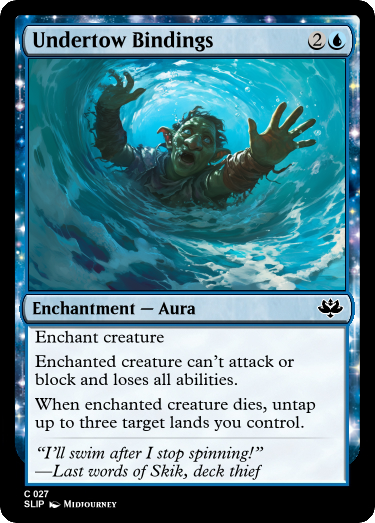 Undertow Bindings 2
Enchantment — Aura
Enchant creature
Enchanted creature can't attack or
block and loses all abilities.
When enchanted creature dies, untap
up to three target lands you control.
“I'll swim after I stop spinning!”
—Last words of Skik, deck thief
C 027
SLIP Midjourney